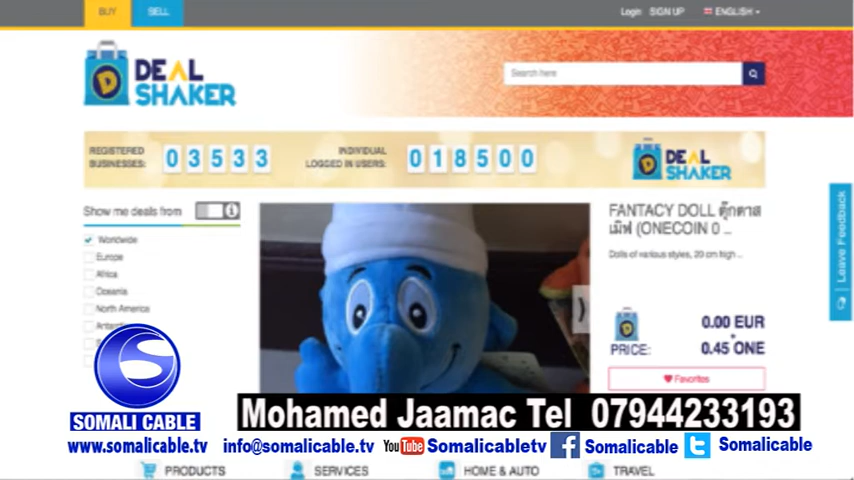 BUY SELL Login SIGN UP ENGLISH
DEAL
SHAKER
Search here
REGISTERED
BUSINESSES:
03533
INDIVIDUAL
LOGGED IN USERS:
018500
DEAL
SHAKER
Show me deals from
Worldwide
Europe
Africa
Oceania
North America
FANTACY DOLL ตุ๊กตาส
เมิฟ (ONECOIN 0 ...
Dolls of various styles, 20 cm high ...
0.00 EUR
+
PRICE: 0.45 ONE
Favorites
Leave Feedback
SOMALI CABLE
Mohamed Jaamac Tel 07944233193
www.somalicable.tv info@somalicable.tv YouTube Somalicabletv f Somalicable t Somalicable
PRODUCTS SERVICES HOME & AUTO TRAVEL